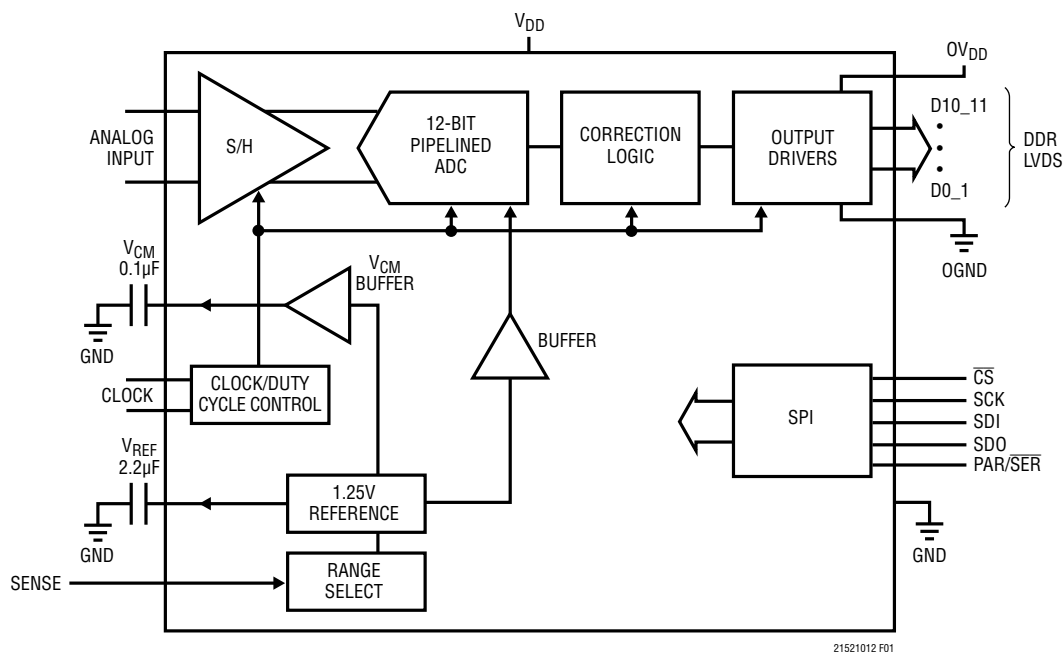 VDD
OVDD
ANALOG
INPUT
S/H
12-BIT
PIPELINED
ADC
CORRECTION
LOGIC
OUTPUT
DRIVERS
D10_11
•
•
•
D0_1
DDR
LVDS
OGND
VCM
0.1µF
GND
VCM
BUFFER
BUFFER
CLOCK
CLOCK/DUTY
CYCLE CONTROL
SPI
C̅S̅
SCK
SDI
SDO
PAR/S̅E̅R̅
VREF
2.2µF
GND
1.25V
REFERENCE
GND
SENSE
RANGE
SELECT
21521012 F01